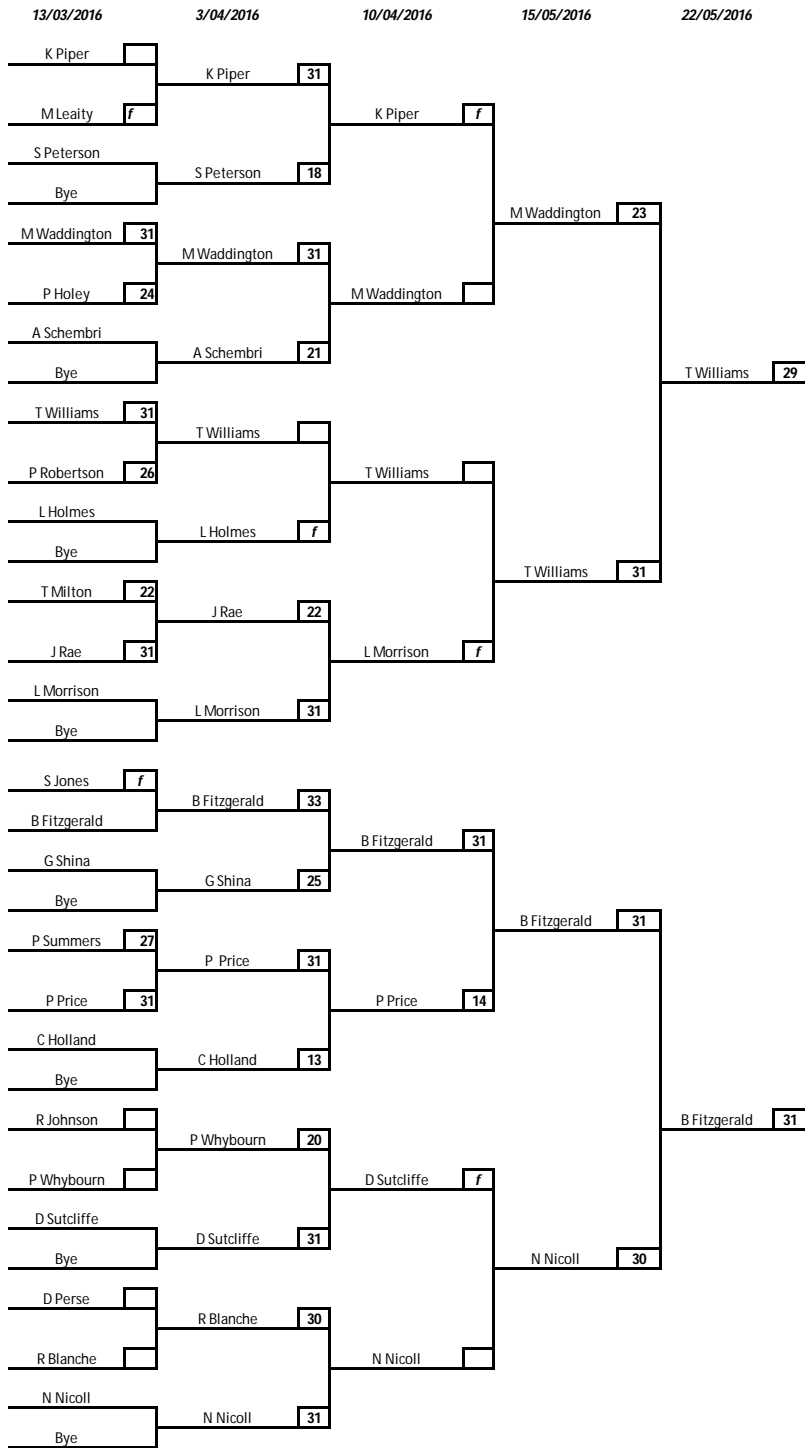 13/03/2016 3/04/2016 10/04/2016 15/05/2016 22/05/2016
K Piper
K Piper 31
M Leaity f K Piper f
S Peterson
S Peterson 18
Bye
M Waddington 23
M Waddington 31
M Waddington 31
P Holey 24 M Waddington
A Schembri
A Schembri 21
Bye T Williams 29
T Williams 31
T Williams
P Robertson 26 T Williams
L Holmes
L Holmes f
Bye
T Williams 31
T Milton 22
J Rae 22
J Rae 31 L Morrison f
L Morrison
L Morrison 31
Bye
S Jones f
B Fitzgerald 33
B Fitzgerald
B Fitzgerald 31
G Shina
G Shina 25
Bye
B Fitzgerald 31
P Summers 27
P Price 31
P Price 31 P Price 14
C Holland
C Holland 13
Bye
R Johnson B Fitzgerald 31
P Whybourn 20
P Whybourn D Sutcliffe f
D Sutcliffe
D Sutcliffe 31
Bye N Nicoll 30
D Perse
R Blanche 30
R Blanche N Nicoll
N Nicoll
N Nicoll 31
Bye